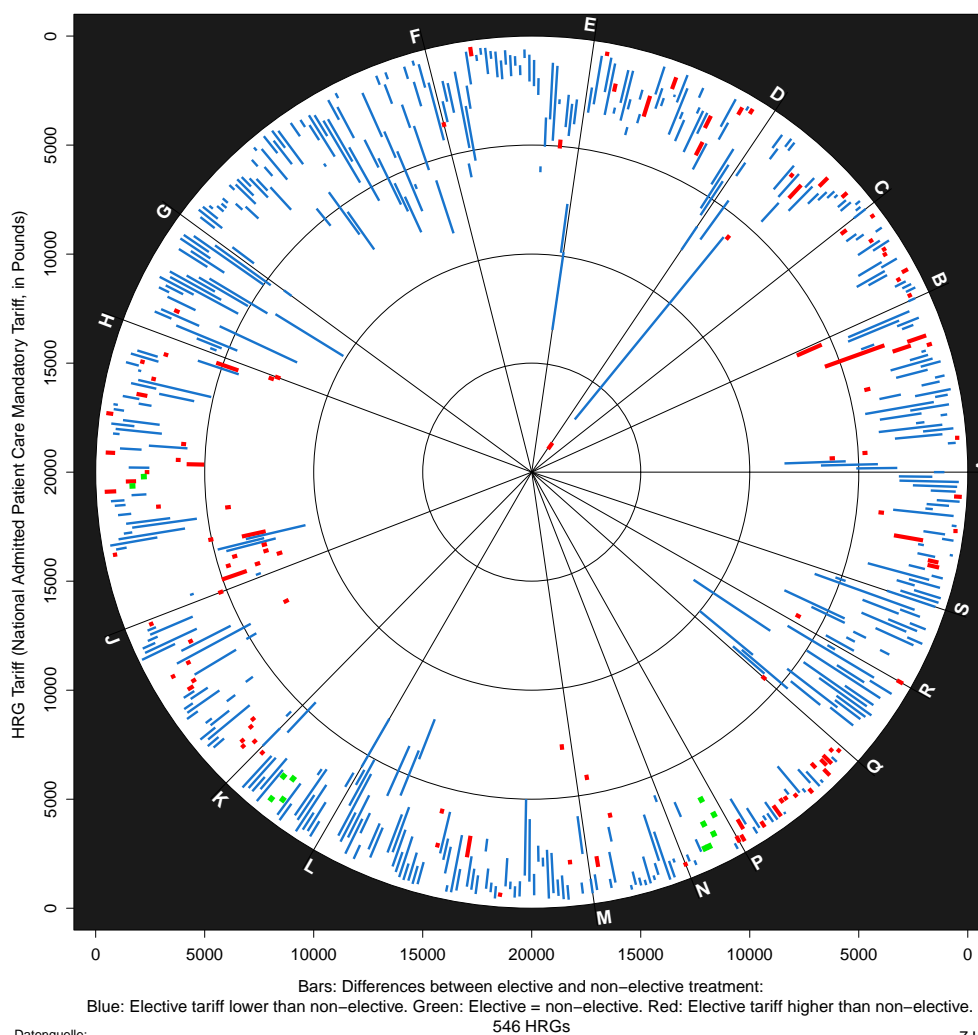 HRG Tariff (National Admitted Patient Care Mandatory Tariff, in Pounds)
0
5000
10000
15000
20000
15000
10000
5000
0
F
E
D
C
B
G
H
S
R
Q
P
N
M
L
K
J
0
5000
10000
15000
20000
15000
10000
5000
0
Bars: Differences between elective and non−elective treatment:
Blue: Elective tariff lower than non−elective. Green: Elective = non−elective. Red: Elective tariff higher than non−elective
546 HRGs